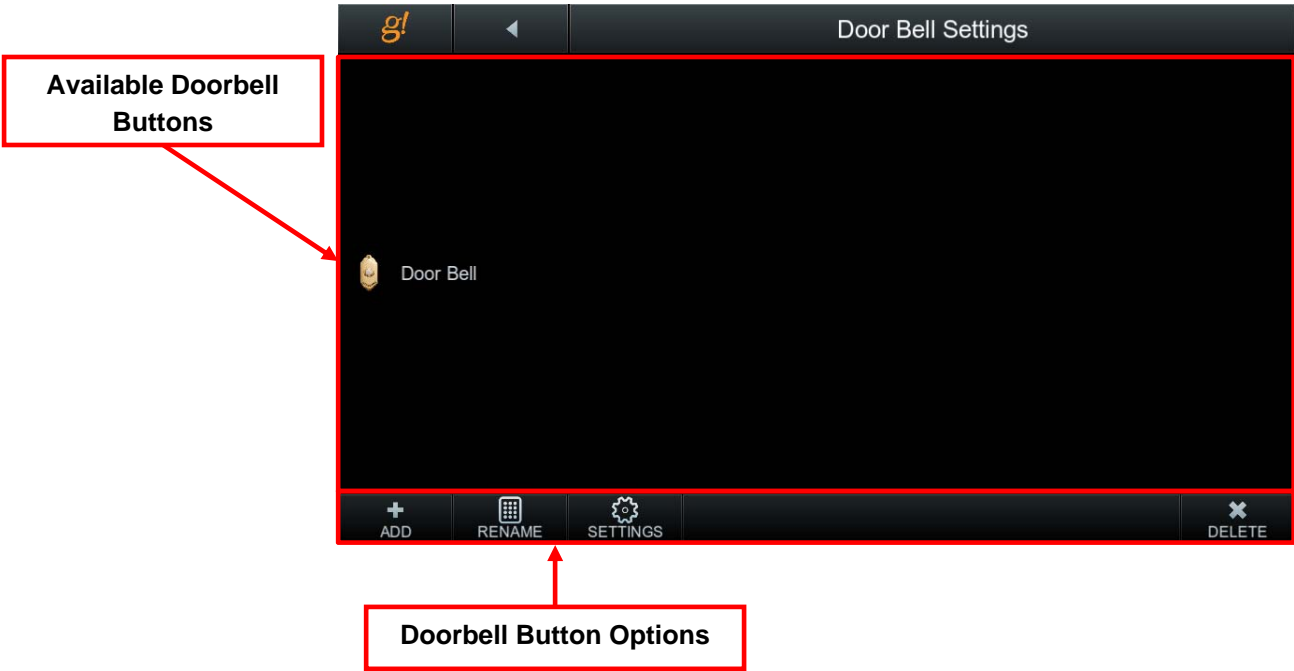 g! Door Bell Settings
Available Doorbell
Buttons
Door Bell
ADD RENAME SETTINGS DELETE
Doorbell Button Options